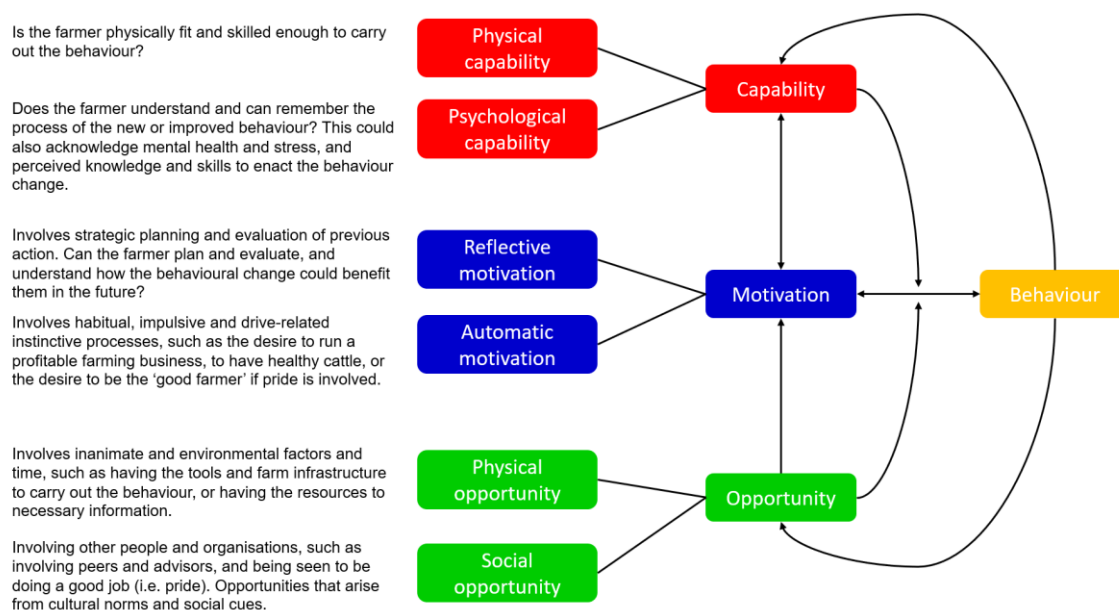 Is the farmer physically fit and skilled enough to carry
out the behaviour?
Physical
capability
Capability
Does the farmer understand and can remember the
process of the new or improved behaviour? This could
also acknowledge mental health and stress, and
perceived knowledge and skills to enact the behaviour
change.
Psychological
capability
Involves strategic planning and evaluation of previous
action. Can the farmer plan and evaluate, and
understand how the behavioural change could benefit
them in the future?
Reflective
motivation
Motivation
Behaviour
Involves habitual, impulsive and drive-related
instinctive processes, such as the desire to run a
profitable farming business, to have healthy cattle, or
the desire to be the ‘good farmer’ if pride is involved.
Automatic
motivation
Involves inanimate and environmental factors and
time, such as having the tools and farm infrastructure
to carry out the behaviour, or having the resources to
necessary information.
Physical
opportunity
Opportunity
Involving other people and organisations, such as
involving peers and advisors, and being seen to be
doing a good job (i.e. pride). Opportunities that arise
from cultural norms and social cues.
Social
opportunity